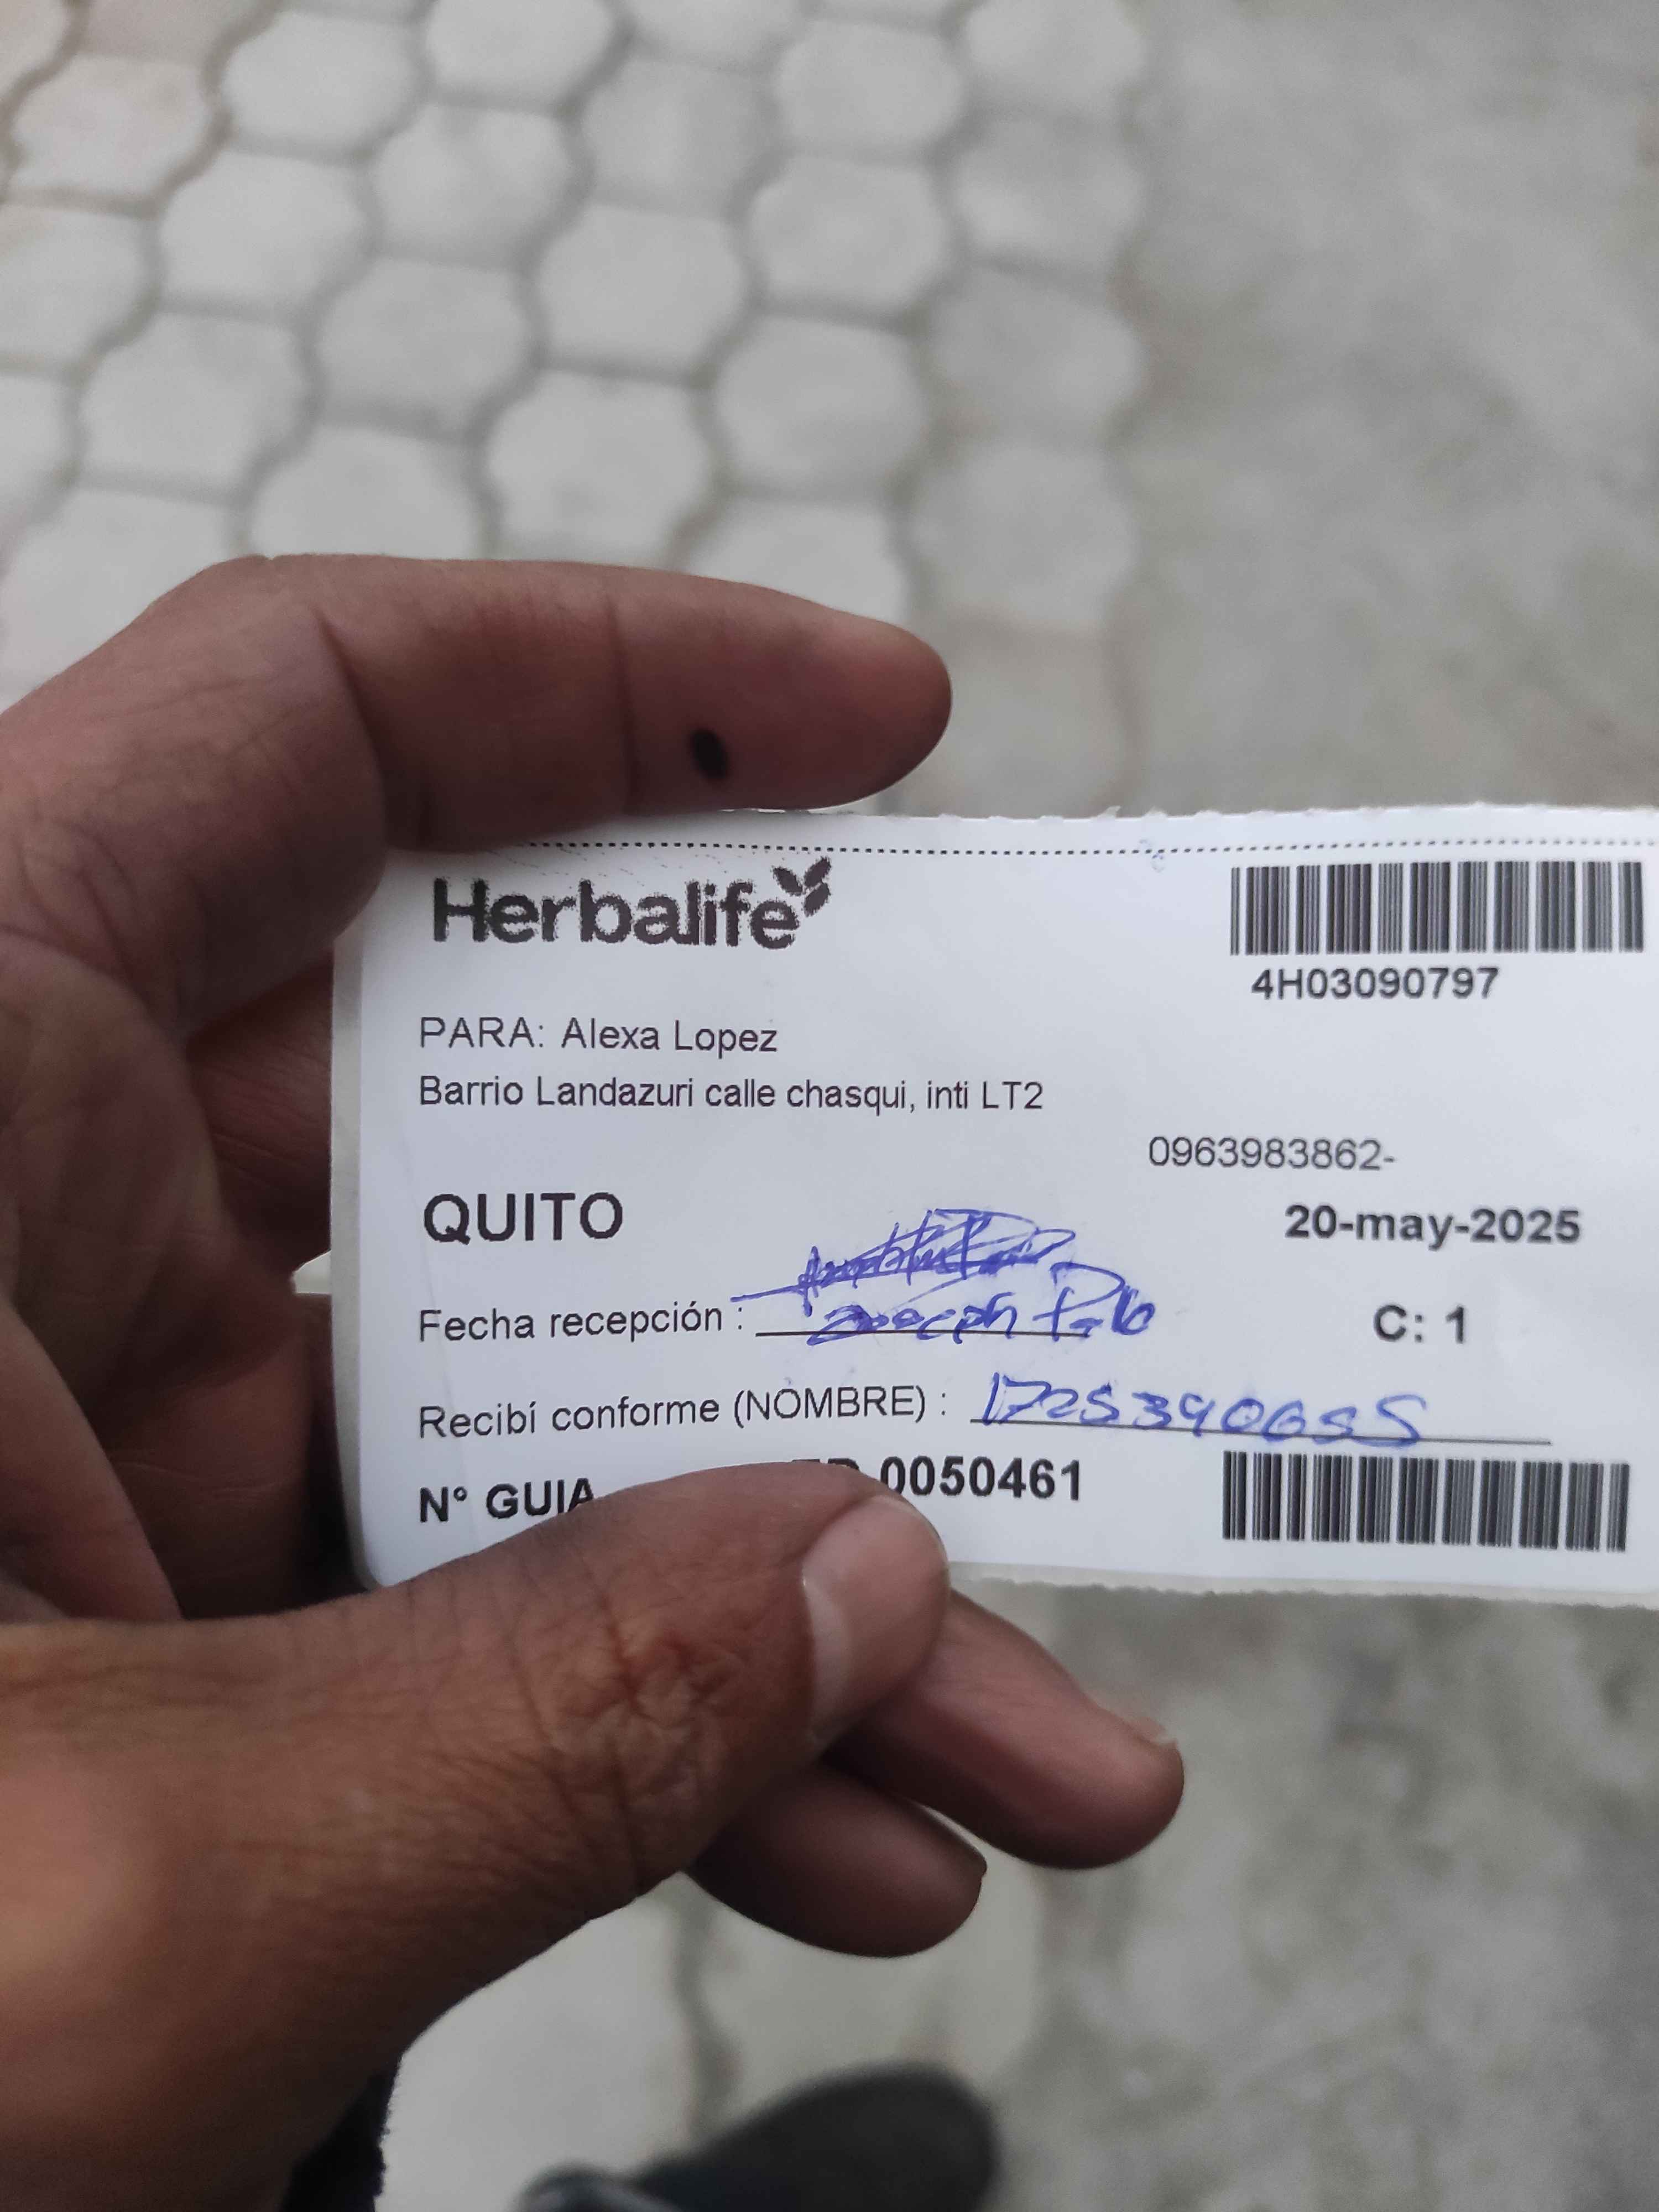 Herbalife
4H03090797
PARA: Alexa Lopez
Barrio Landazuri calle chasqui, inti LT2
0963983862-
QUITO
20-may-2025
Fecha recepción :
C: 1
Recibí conforme (NOMBRE) : 1725390655
N° GUIA 0050461